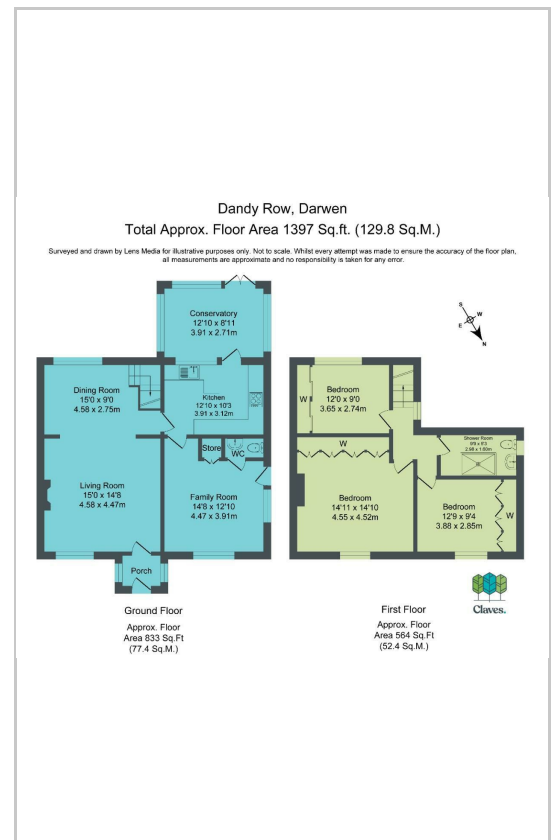 Dandy Row, Darwen
Total Approx. Floor Area 1397 Sq.ft. (129.8 Sq.M.)
Surveyed and drawn by Lens Media for illustrative purposes only. Not to scale. Whilst every attempt was made to ensure the accuracy of the floor plan,
all measurements are approximate and no responsibility is taken for any error.
S
W
E
N
Conservatory
12'10 x 8'11
3.91 x 2.71m
Dining Room
15'0 x 9'0
4.58 x 2.75m
Kitchen
12'10 x 10'3
3.91 x 3.12m
Store
WC
Living Room
15'0 x 14'8
4.58 x 4.47m
Family Room
14'8 x 12'10
4.47 x 3.91m
Porch
Ground Floor
Approx. Floor
Area 833 Sq.Ft
(77.4 Sq.M.)
W
Bedroom
12'0 x 9'0
3.65 x 2.74m
W
Shower Room
Bedroom
14'11 x 14'10
4.55 x 4.52m
Bedroom
12'9 x 9'4
3.88 x 2.85m
W
First Floor
Approx. Floor
Area 564 Sq.Ft
(52.4 Sq.M.)
Claves.